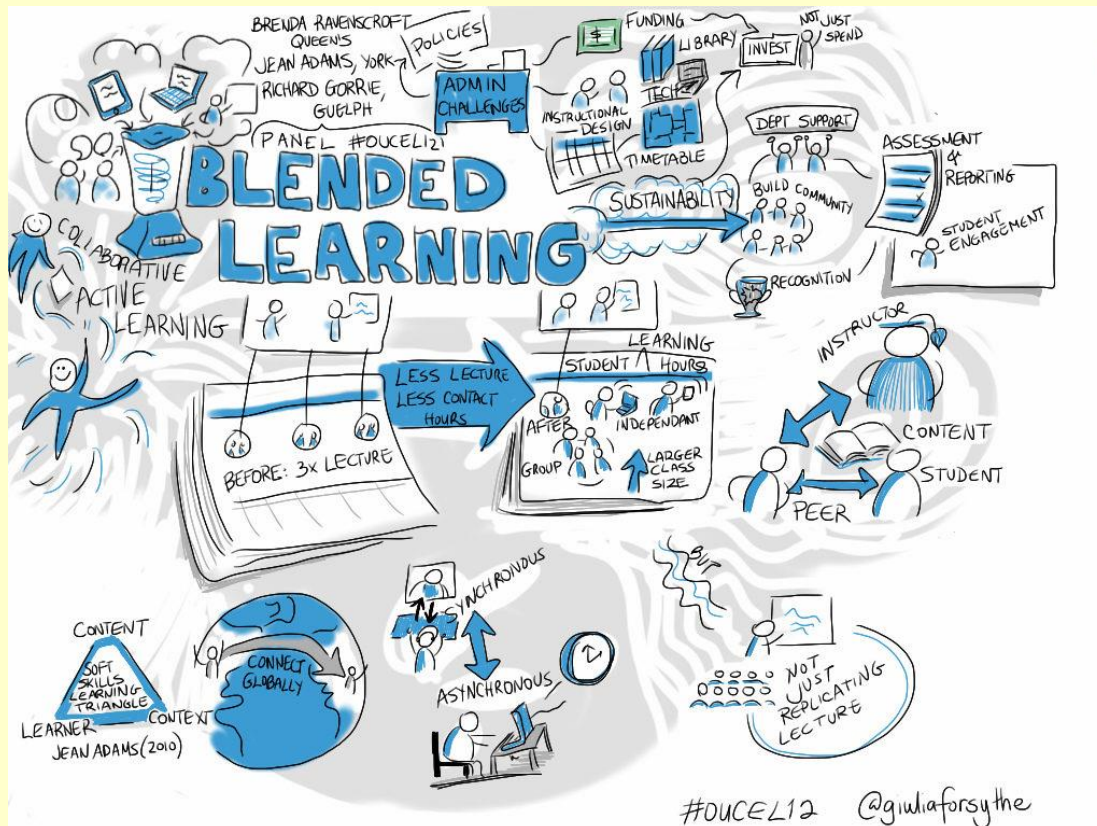 BRENDA RAVENSCROFT
QUEEN'S
JEAN ADAMS, YORK
RICHARD GORRIE,
GUELPH
PANEL #OUCEL12
BLENDED
LEARNING
POLICIES
ADMIN
CHALLENGES
FUNDING
$
LIBRARY
TECH
INSTRUCTIONAL
DESIGN
TIMETABLE
INVEST
NOT
JUST
SPEND
SUSTAINABILITY
DEPT SUPPORT
BUILD COMMUNITY
RECOGNITION
ASSESSMENT
&
REPORTING
STUDENT
ENGAGEMENT
COLLABORATIVE
ACTIVE
LEARNING
BEFORE: 3x LECTURE
LESS LECTURE
LESS CONTACT
HOURS
LEARNING
STUDENT ^ HOURS
AFTER
INDEPENDANT
GROUP
LARGER
CLASS
SIZE
INSTRUCTOR
CONTENT
STUDENT
PEER
CONTENT
SOFT
SKILLS
LEARNING
TRIANGLE
LEARNER
CONTEXT
JEAN ADAMS (2010)
CONNECT
GLOBALLY
SYNCHRONOUS
ASYNCHRONOUS
BUT
NOT
JUST
REPLICATING
LECTURE
#OUCEL12 @giuliaforsythe